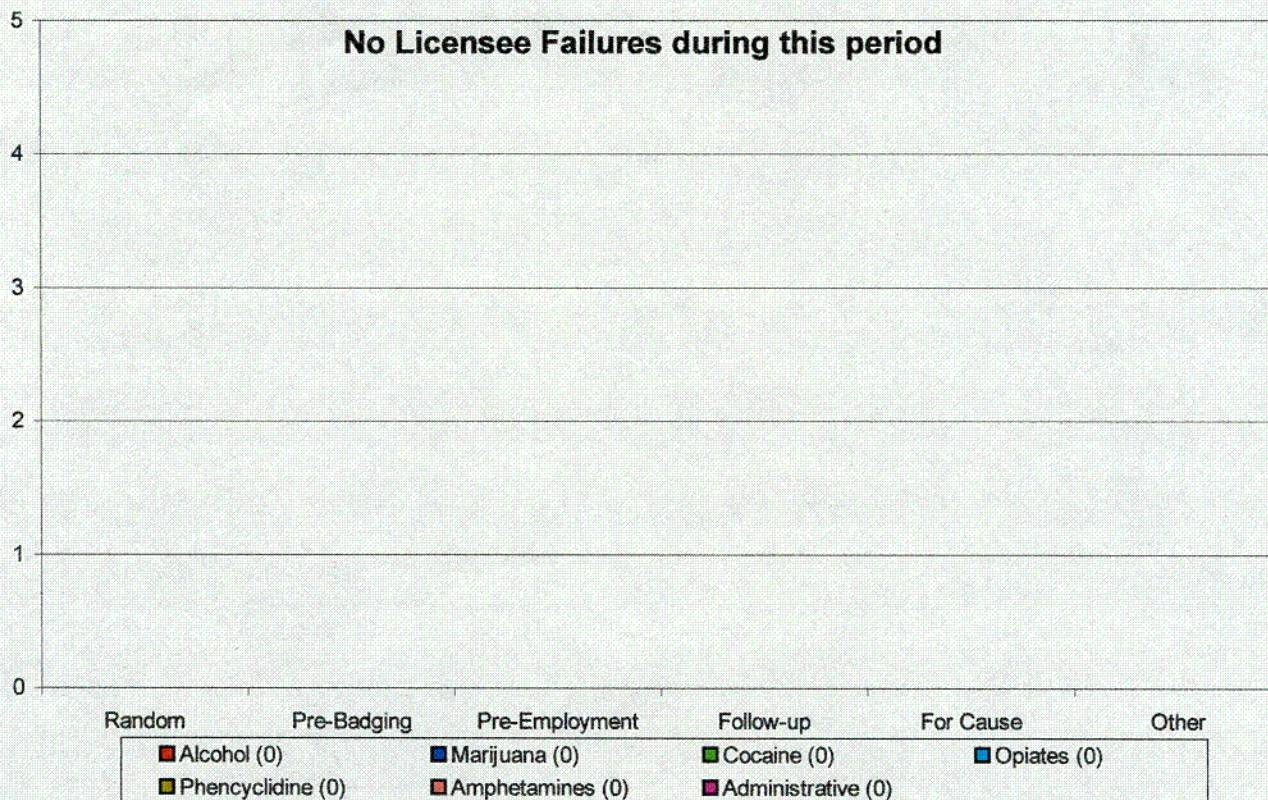 5
No Licensee Failures during this period
4
3
2
1
0
Random Pre-Badging Pre-Employment Follow-up For Cause Other
Alcohol (0) Marijuana (0) Cocaine (0) Opiates (0)
Phencyclidine (0) Amphetamines (0) Administrative (0)